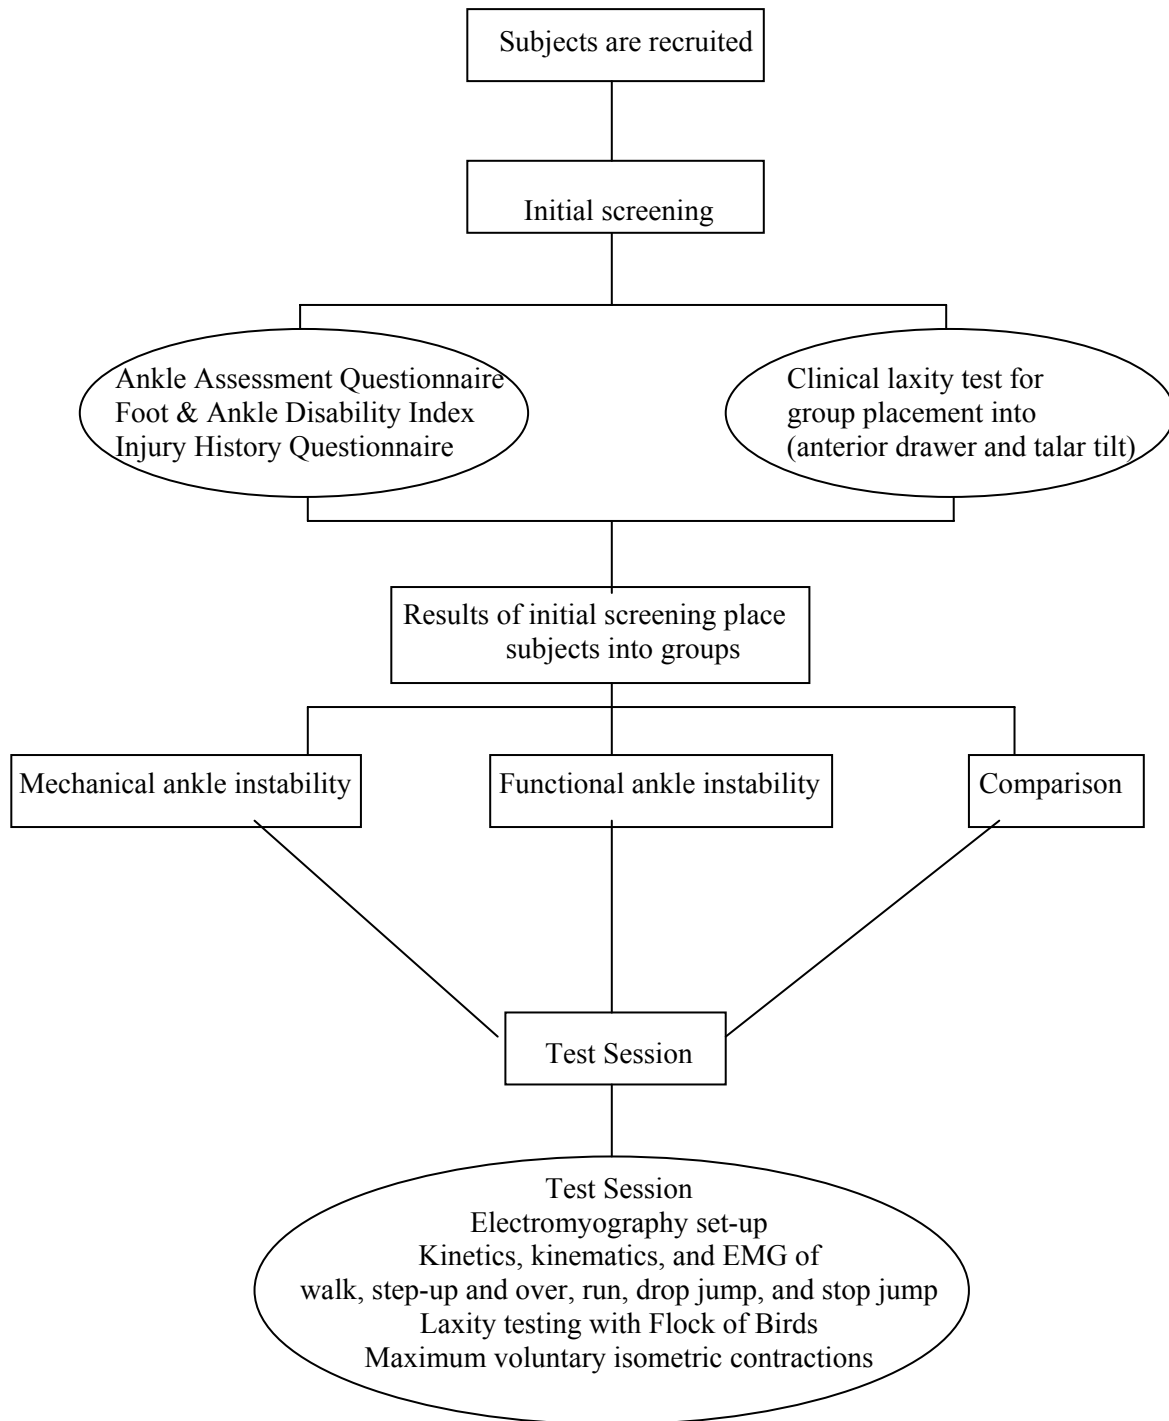 Subjects are recruited
Initial screening
Ankle Assessment Questionnaire
Foot & Ankle Disability Index
Injury History Questionnaire
Clinical laxity test for
group placement into
(anterior drawer and talar tilt)
Results of initial screening place
subjects into groups
Mechanical ankle instability
Functional ankle instability
Comparison
Test Session
Test Session
Electromyography set-up
Kinetics, kinematics, and EMG of
walk, step-up and over, run, drop jump, and stop jump
Laxity testing with Flock of Birds
Maximum voluntary isometric contractions